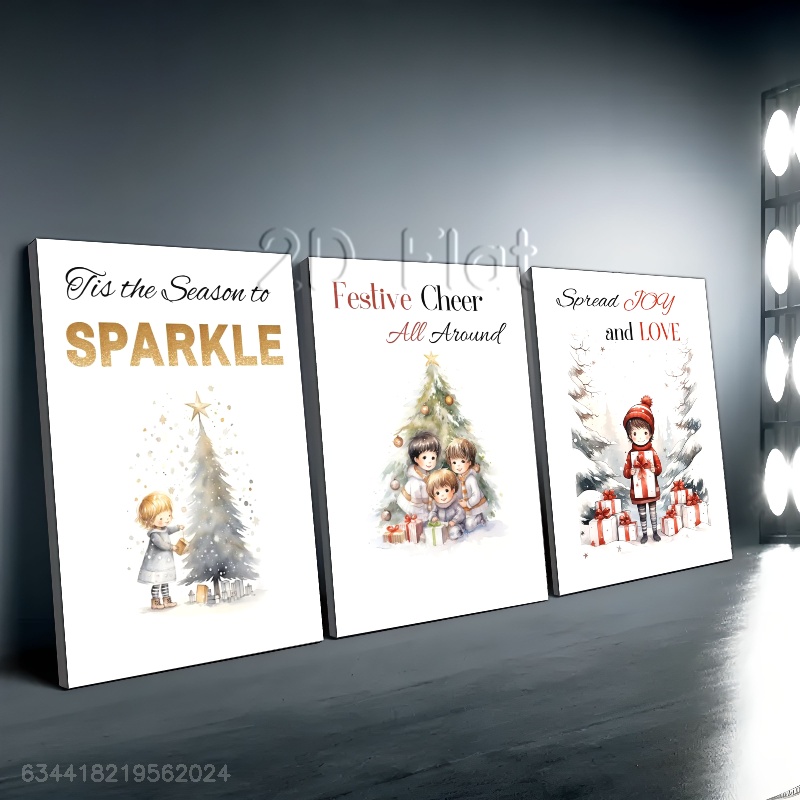 2D Flat
'Tis the Season to
SPARKLE
Festive Cheer
All Around
Spread JOY
and LOVE
634418219562024